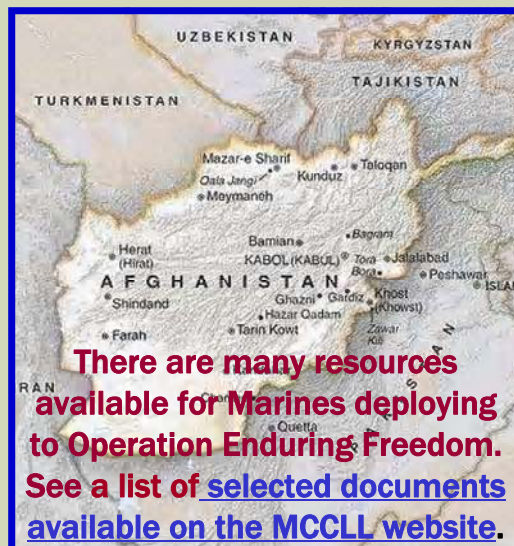 UZBEKISTAN
KYRGYZSTAN
TAJIKISTAN
TURKMENISTAN
Mazar-e Sharif
Taloqan
Kunduz
Qala Jangi
Meymaneh
Bagram
Bamian
Herat
(Hirat)
KABOL (KABUL)
Tora
Bora
Jalalabad
Peshawar
ISLA
AFGHANISTAN
Shindand
Ghazni
Gardiz
Khost
(Khowst)
Hazar Qadam
Zawar
Kili
Farah
Tarin Kowt
RAN
Quetta
There are many resources
available for Marines deploying
to Operation Enduring Freedom.
See a list of selected documents
available on the MCCLL website.